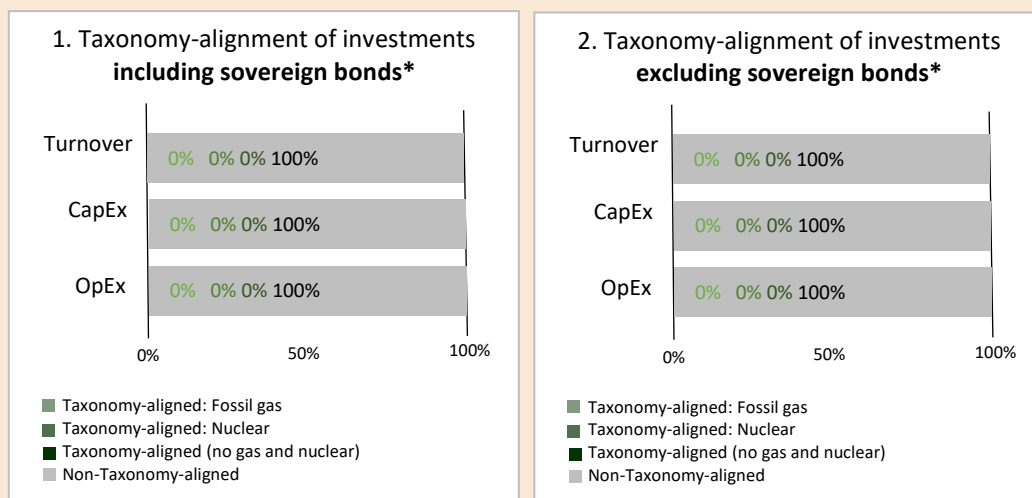 1. Taxonomy-alignment of investments
including sovereign bonds*
Turnover
0% 0% 0% 100%
CapEx
0% 0% 0% 100%
OpEx
0% 0% 0% 100%
0% 50% 100%
Taxonomy-aligned: Fossil gas
Taxonomy-aligned: Nuclear
Taxonomy-aligned (no gas and nuclear)
Non-Taxonomy-aligned
2. Taxonomy-alignment of investments
excluding sovereign bonds*
Turnover
0% 0% 0% 100%
CapEx
0% 0% 0% 100%
OpEx
0% 0% 0% 100%
0% 50% 100%
Taxonomy-aligned: Fossil gas
Taxonomy-aligned: Nuclear
Taxonomy-aligned (no gas and nuclear)
Non-Taxonomy-aligned